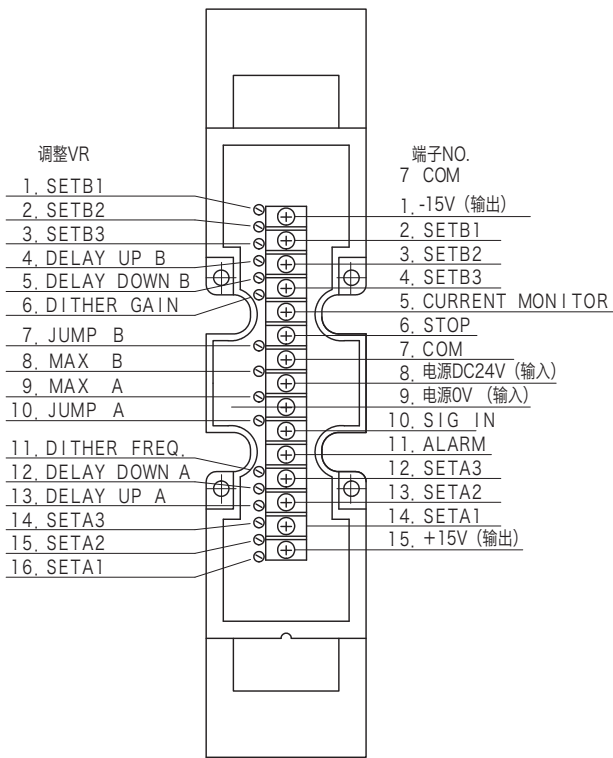 调整VR
1. SETB1
2. SETB2
3. SETB3
4. DELAY UP B
5. DELAY DOWN B
6. DITHER GAIN
7. JUMP B
8. MAX B
9. MAX A
10. JUMP A
11. DITHER FREQ.
12. DELAY DOWN A
13. DELAY UP A
14. SETA3
15. SETA2
16. SETA1
端子NO.
7 COM
1. -15V (输出)
2. SETB1
3. SETB2
4. SETB3
5. CURRENT MONITOR
6. STOP
7. COM
8. 电源DC24V (输入)
9. 电源0V (输入)
10. SIG IN
11. ALARM
12. SETA3
13. SETA2
14. SETA1
15. +15V (输出)